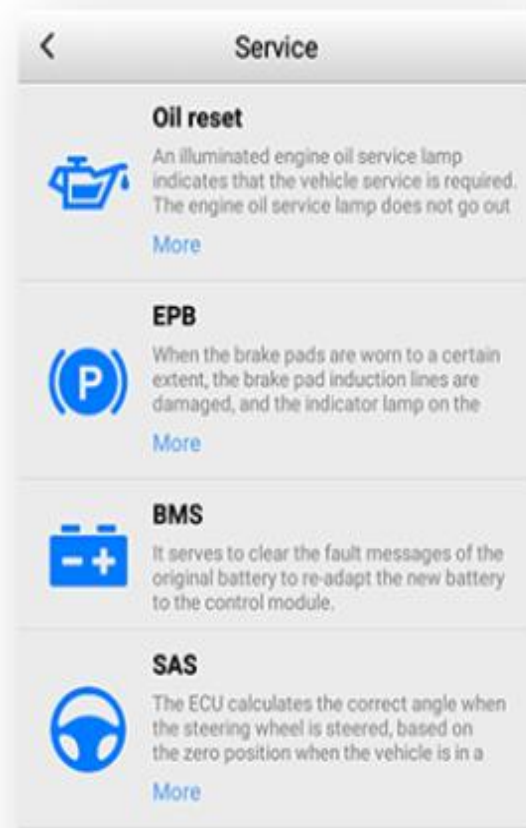 Service
Oil reset
An illuminated engine oil service lamp
indicates that the vehicle service is required.
The engine oil service lamp does not go out
More
EPB
P
When the brake pads are worn to a certain
extent, the brake pad induction lines are
damaged, and the indicator lamp on the
More
BMS
It serves to clear the fault messages of the
original battery to re-adapt the new battery
to the control module.
SAS
The ECU calculates the correct angle when
the steering wheel is steered, based on
the zero position when the vehicle is in a
More